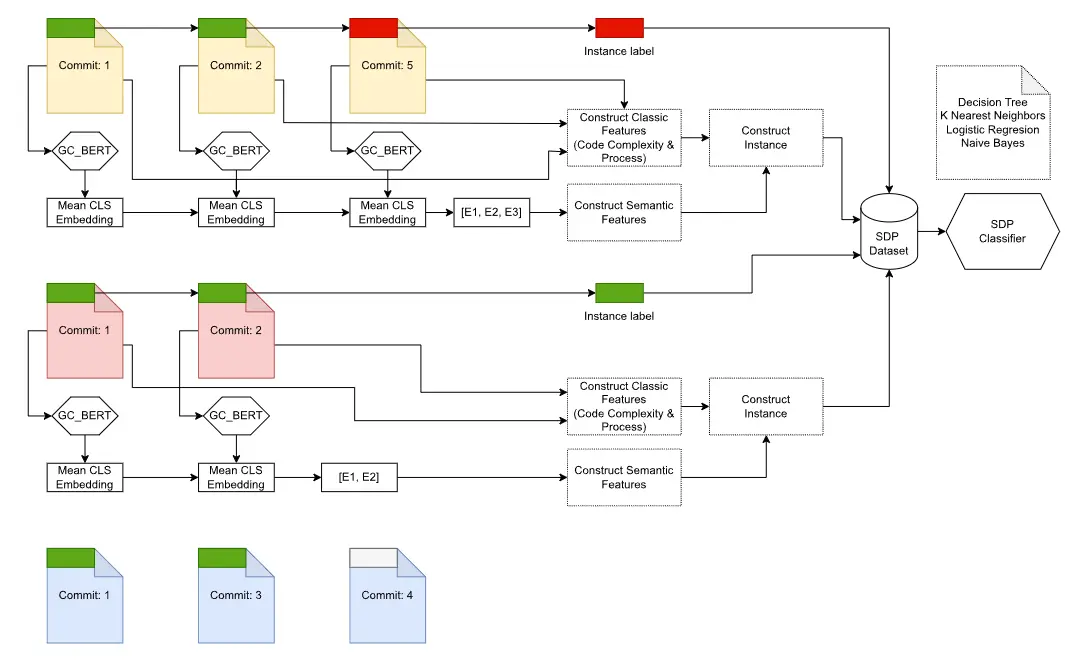 Instance label
Commit: 1
Commit: 2
Commit: 5
Decision Tree
K Nearest Neighbors
Logistic Regresion
Naive Bayes
GC_BERT
GC_BERT
GC_BERT
Construct Classic
Features
(Code Complexity &
Process)
Construct
Instance
Mean CLS
Embedding
Mean CLS
Embedding
Mean CLS
Embedding
[E1, E2, E3]
Construct Semantic
Features
SDP
Dataset
SDP
Classifier
Instance label
Commit: 1
Commit: 2
GC_BERT
GC_BERT
Construct Classic
Features
(Code Complexity &
Process)
Construct
Instance
Mean CLS
Embedding
Mean CLS
Embedding
[E1, E2]
Construct Semantic
Features
Commit: 1
Commit: 3
Commit: 4